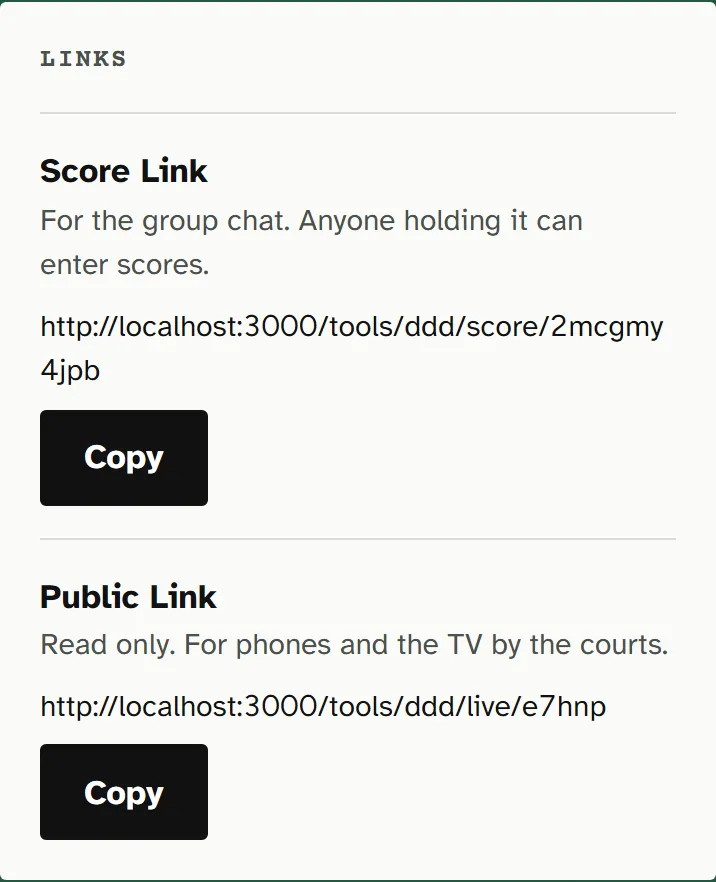 LINKS
Score Link
For the group chat. Anyone holding it can
enter scores.
http://localhost:3000/tools/ddd/score/2mcgmy
4jpb
Copy
Public Link
Read only. For phones and the TV by the courts.
http://localhost:3000/tools/ddd/live/e7hnp
Copy